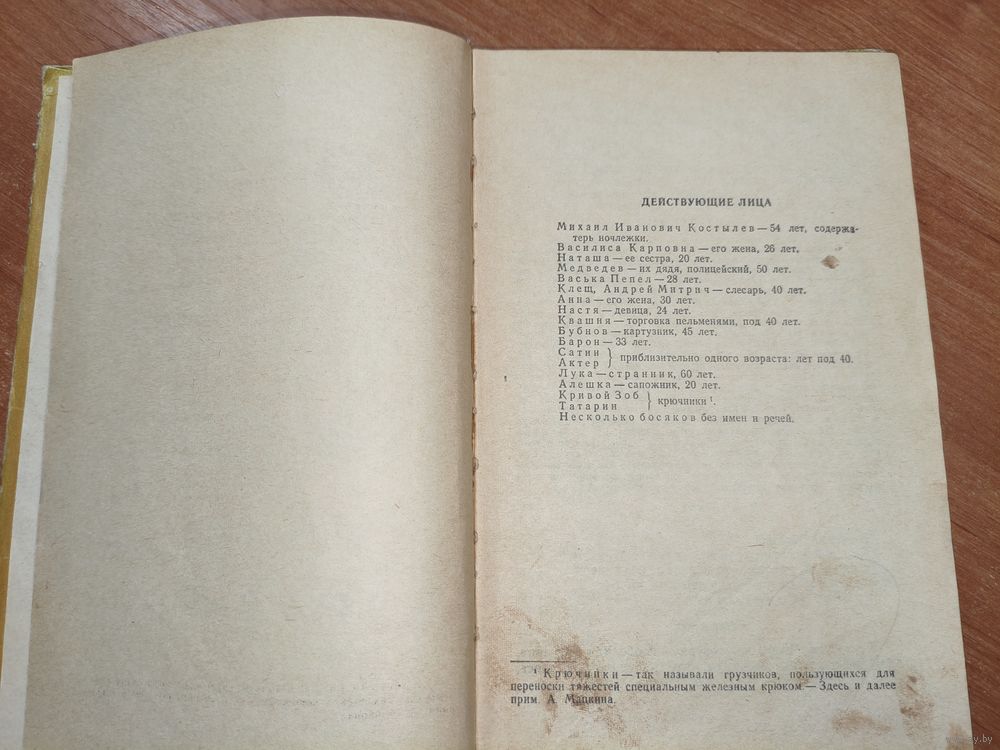 ДЕЙСТВУЮЩИЕ ЛИЦА
Михаил Иванович Костылев — 54 лет, содержа-
тель ночлежки.
Василиса Карповна — его жена, 26 лет.
Наташа — ее сестра, 20 лет.
Медведев — их дядя, полицейский, 50 лет.
Васька Пепел — 28 лет.
Клещ, Андрей Митрич — слесарь, 40 лет.
Анна — его жена, 30 лет.
Настя — девица, 24 лет.
Квашня — торговка пельменями, под 40 лет.
Бубнов — картузник, 45 лет.
Барон — 33 лет.
Сатин
Актер } приблизительно одного возраста: лет под 40.
Лука — странник, 60 лет.
Алешка — сапожник, 20 лет.
Кривой Зоб
Татарин } крючники ¹.
Несколько босяков без имен и речей.
¹ Крючники — так называли грузчиков, пользующихся для
переноски тяжестей специальным железным крюком — Здесь и далее
прим. А. Мацкина.